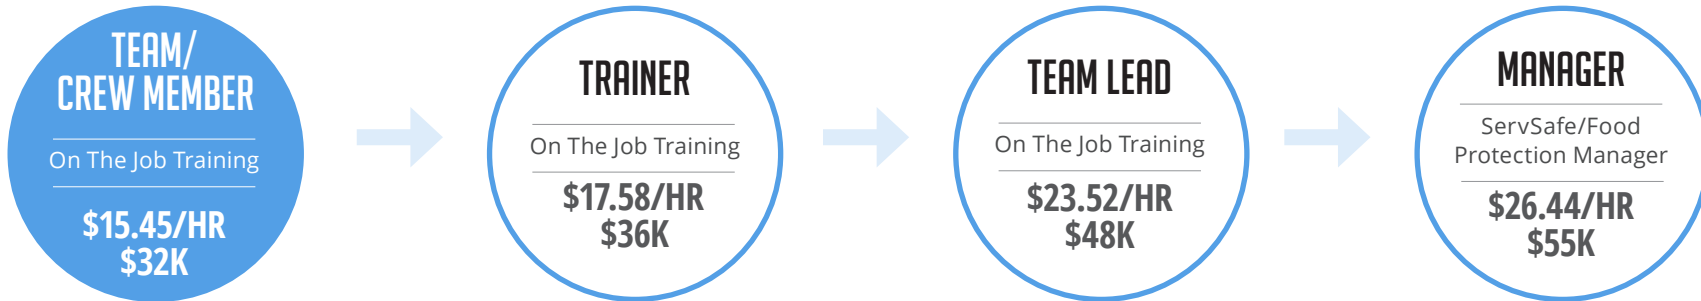 TEAM/
CREW MEMBER
On The Job Training
$15.45/HR
$32K
TRAINER
On The Job Training
$17.58/HR
$36K
TEAM LEAD
On The Job Training
$23.52/HR
$48K
MANAGER
ServSafe/Food
Protection Manager
$26.44/HR
$55K